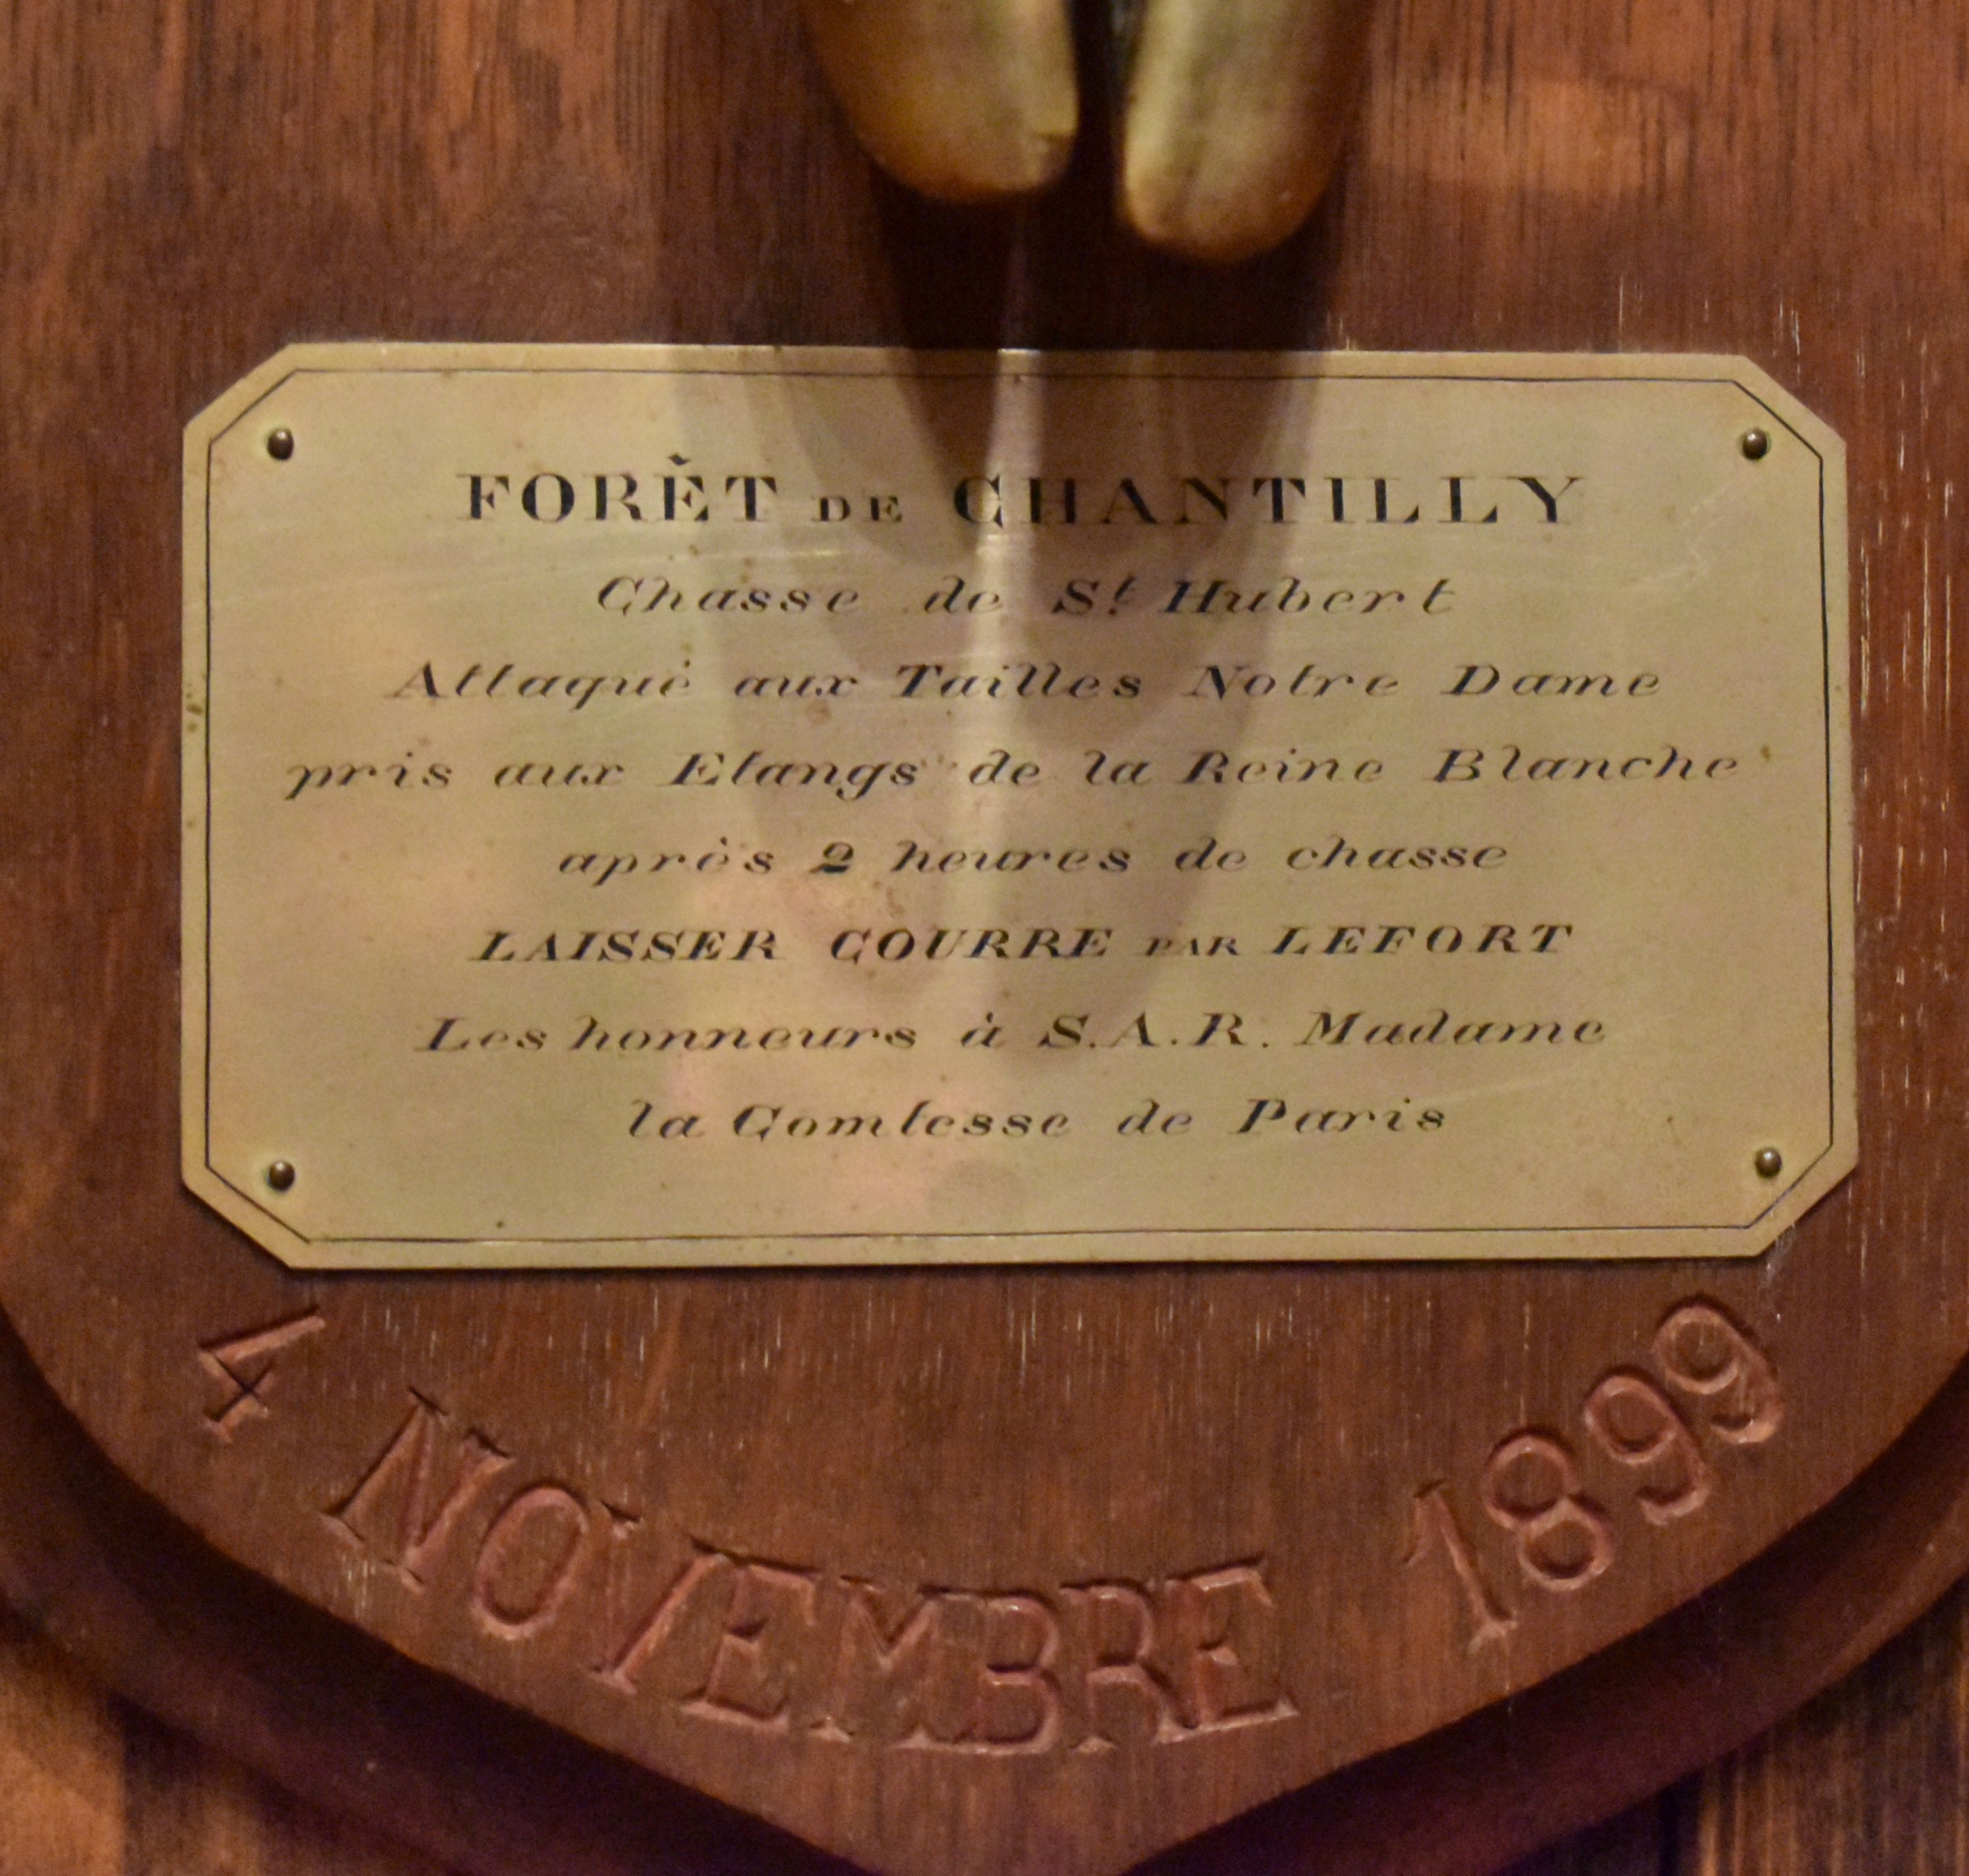 FORÊT DE CHANTILLY
Chasse de St. Hubert
Attaqué aux Tailles Notre Dame
pris aux Etangs de la Reine Blanche
après 2 heures de chasse
LAISSER COURRE PAR LEFORT
Les honneurs à S.A.R. Madame
la Comtesse de Paris
4 NOVEMBRE 1899